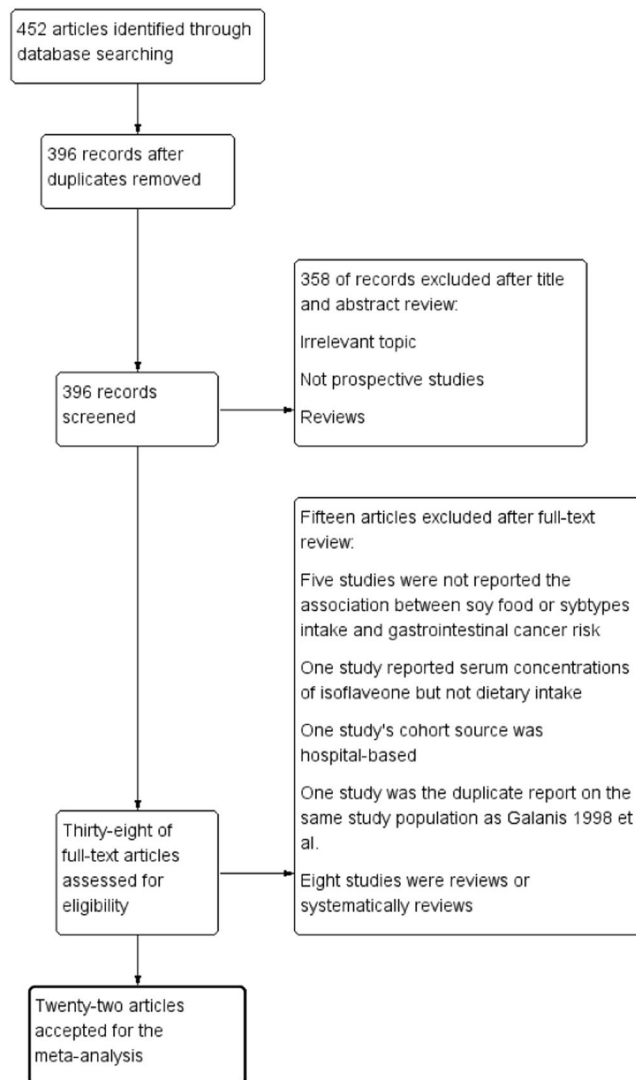 452 articles identified through
database searching
396 records after
duplicates removed
358 of records excluded after title
and abstract review:
Irrelevant topic
Not prospective studies
Reviews
396 records
screened
Fifteen articles excluded after full-text
review:
Five studies were not reported the
association between soy food or sybtypes
intake and gastrointestinal cancer risk
One study reported serum concentrations
of isoflaveone but not dietary intake
One study's cohort source was
hospital-based
One study was the duplicate report on the
same study population as Galanis 1998 et
al.
Eight studies were reviews or
systematically reviews
Thirty-eight of
full-text articles
assessed for
eligibility
Twenty-two articles
accepted for the
meta-analysis